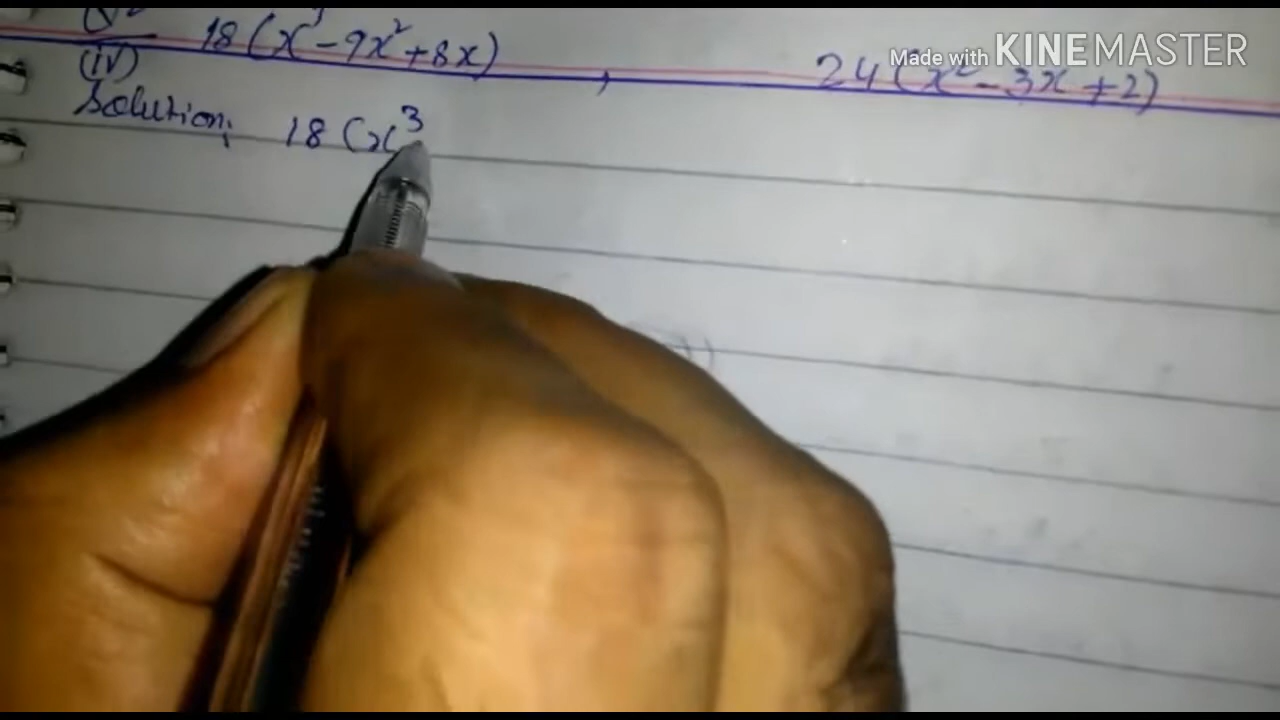 18(x³-9x²+8x) , 24(x²-3x+2)
(iv)
Solution; 18(x³
Made with KINEMASTER